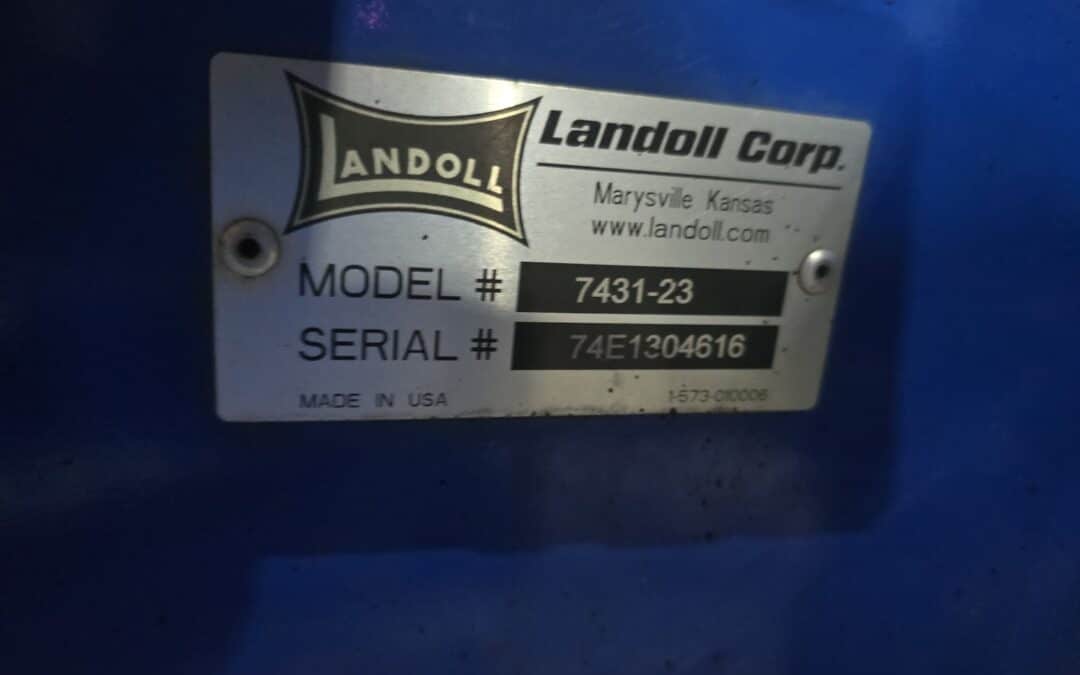 LANDOLL
Landoll Corp.
Marysville Kansas
www.landoll.com
MODEL # 7431-23
SERIAL # 74E1304616
MADE IN USA 1-573-010006